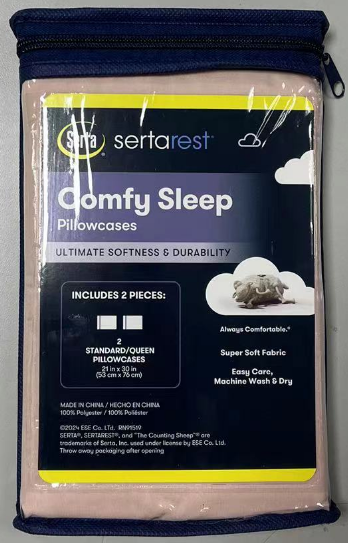 Serta® sertarest™
Comfy Sleep
Pillowcases
ULTIMATE SOFTNESS & DURABILITY
INCLUDES 2 PIECES:
2
STANDARD/QUEEN
PILLOWCASES
21 in x 30 in
(53 cm x 76 cm)
Always Comfortable.®
Super Soft Fabric
Easy Care,
Machine Wash & Dry
MADE IN CHINA / HECHO EN CHINA
100% Polyester / 100% Poliéster
©2024 ESE Co. Ltd. RN91519
SERTA®, SERTAREST®, and "The Counting Sheep"® are
trademarks of Serta, Inc. used under license by ESE Co. Ltd.
Throw away packaging after opening